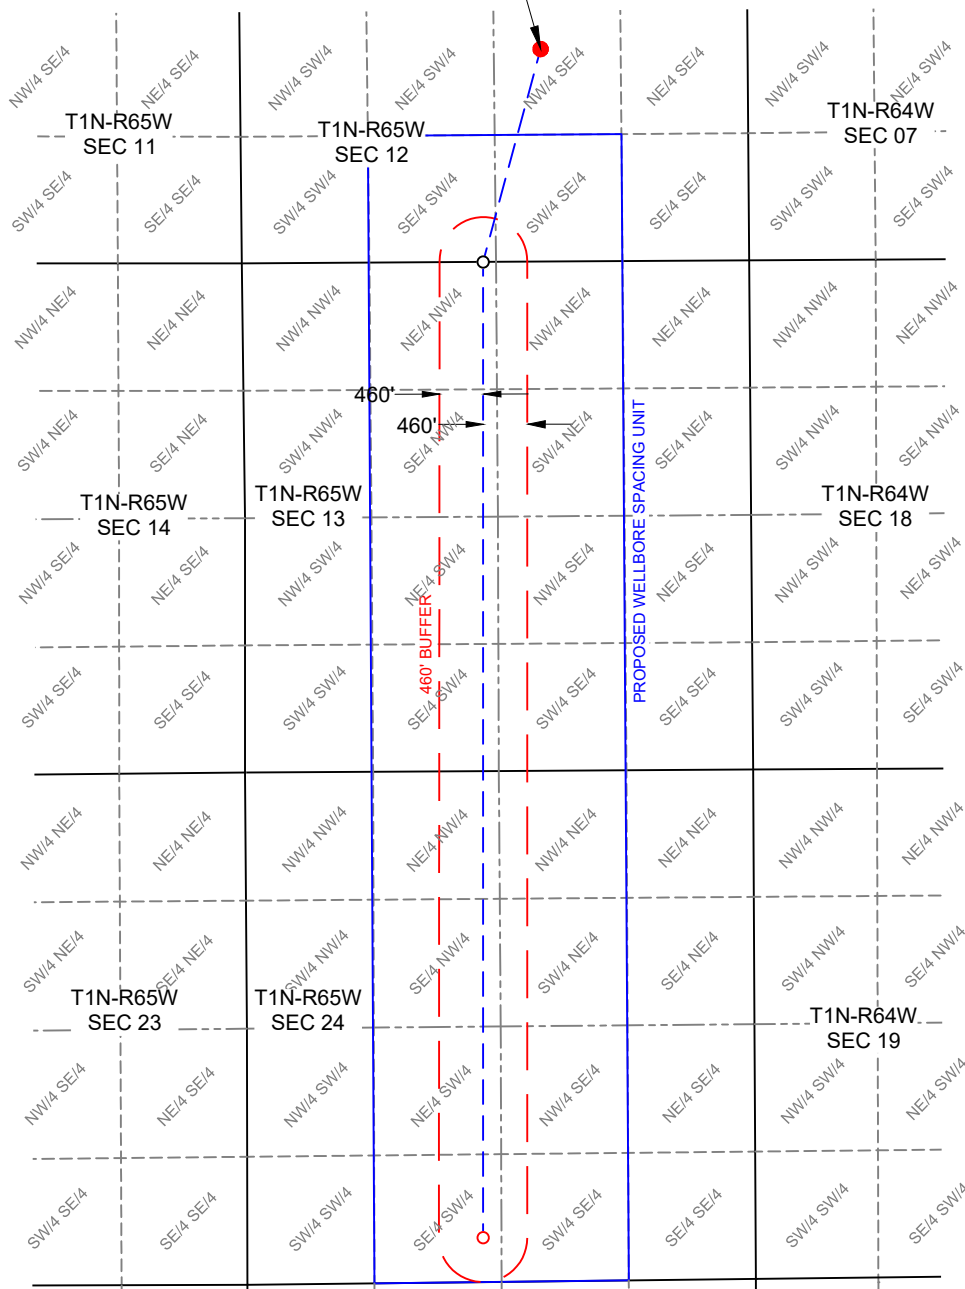 NW/4 SE/4
NE/4 SE/4
NW/4 SW/4
NE/4 SW/4
NW/4 SE/4
NE/4 SE/4
NW/4 SW/4
NE/4 SW/4
T1N-R65W
SEC 11
T1N-R65W
SEC 12
T1N-R64W
SEC 07
SW/4 SE/4
SE/4 SE/4
SW/4 SW/4
SE/4 SW/4
SW/4 SE/4
SE/4 SE/4
SW/4 SW/4
SE/4 SW/4
NW/4 NE/4
NE/4 NE/4
NW/4 NW/4
NE/4 NW/4
NW/4 NE/4
NE/4 NE/4
NW/4 NW/4
NE/4 NW/4
460'
460'
SW/4 NE/4
SE/4 NE/4
SW/4 NW/4
SE/4 NW/4
SW/4 NW/4
SE/4 NE/4
SW/4 NW/4
SE/4 NW/4
T1N-R65W
SEC 14
T1N-R65W
SEC 13
PROPOSED WELLBORE SPACING UNIT
T1N-R64W
SEC 18
NW/4 SE/4
NE/4 SE/4
NW/4 SW/4
NE/4 SW/4
NW/4 SE/4
NE/4 SE/4
NW/4 SW/4
NE/4 SW/4
460' BUFFER
SW/4 SE/4
SE/4 SE/4
SW/4 SW/4
SE/4 SW/4
SW/4 SE/4
SE/4 SE/4
SW/4 SW/4
SE/4 SW/4
NW/4 NE/4
NE/4 NE/4
NW/4 NW/4
NE/4 NW/4
NW/4 NE/4
NE/4 NE/4
NW/4 NW/4
NE/4 NW/4
SW/4 NE/4
SE/4 NE/4
SW/4 NW/4
SE/4 NW/4
SW/4 NE/4
SE/4 NE/4
SW/4 NW/4
SE/4 NW/4
T1N-R65W
SEC 23
T1N-R65W
SEC 24
T1N-R64W
SEC 19
NW/4 SE/4
NE/4 SE/4
NW/4 SW/4
NE/4 SW/4
NW/4 SE/4
NE/4 SE/4
NW/4 SW/4
NE/4 SW/4
SW/4 SE/4
SE/4 SE/4
SW/4 SW/4
SE/4 SW/4
SW/4 SE/4
SE/4 SE/4
SW/4 SW/4
SE/4 SW/4